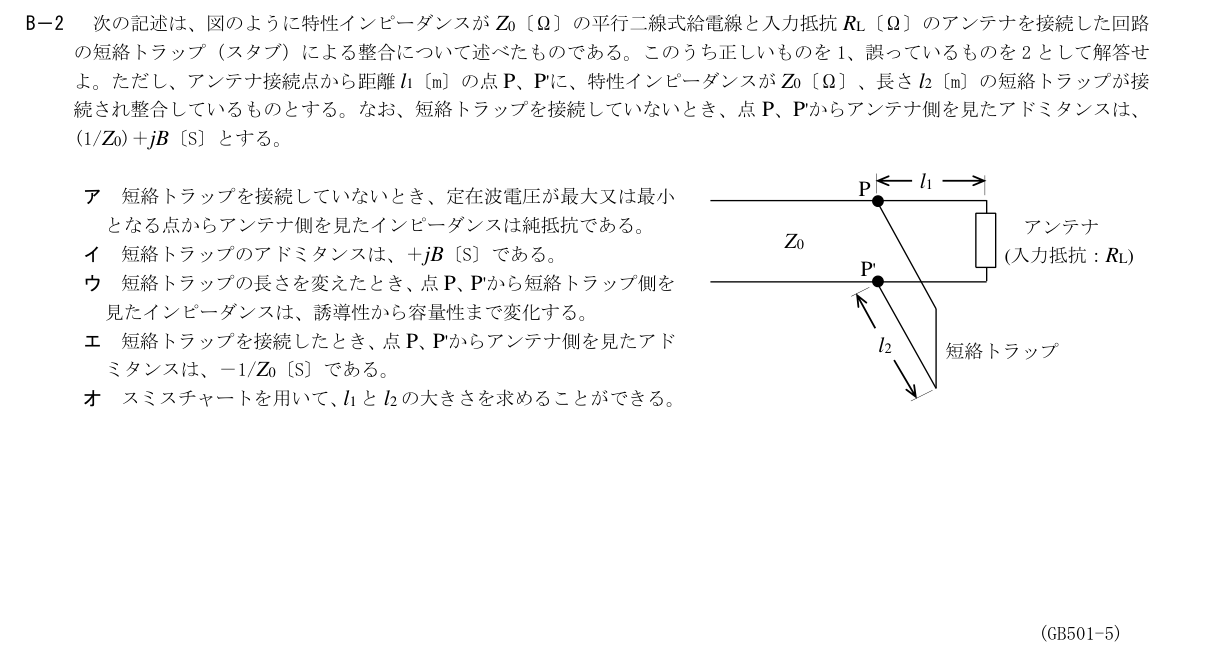 B－2　次の記述は、図のように特性インピーダンスが Z0〔Ω〕の平行二線式給電線と入力抵抗 RL〔Ω〕のアンテナを接続した回路
の短絡トラップ（スタブ）による整合について述べたものである。このうち正しいものを 1、誤っているものを 2 として解答せ
よ。ただし、アンテナ接続点から距離 l1〔m〕の点 P、P'に、特性インピーダンスが Z0〔Ω〕、長さ l2〔m〕の短絡トラップが接
続され整合しているものとする。なお、短絡トラップを接続していないとき、点 P、P'からアンテナ側を見たアドミタンスは、
(1/Z0)＋jB〔S〕とする。
ア　短絡トラップを接続していないとき、定在波電圧が最大又は最小
となる点からアンテナ側を見たインピーダンスは純抵抗である。
イ　短絡トラップのアドミタンスは、＋jB〔S〕である。
ウ　短絡トラップの長さを変えたとき、点 P、P'から短絡トラップ側を
見たインピーダンスは、誘導性から容量性まで変化する。
エ　短絡トラップを接続したとき、点 P、P'からアンテナ側を見たアド
ミタンスは、－1/Z0〔S〕である。
オ　スミスチャートを用いて、l1 と l2 の大きさを求めることができる。
P
l1
Z0
アンテナ
(入力抵抗：RL)
P'
l2
短絡トラップ
(GB501-5)